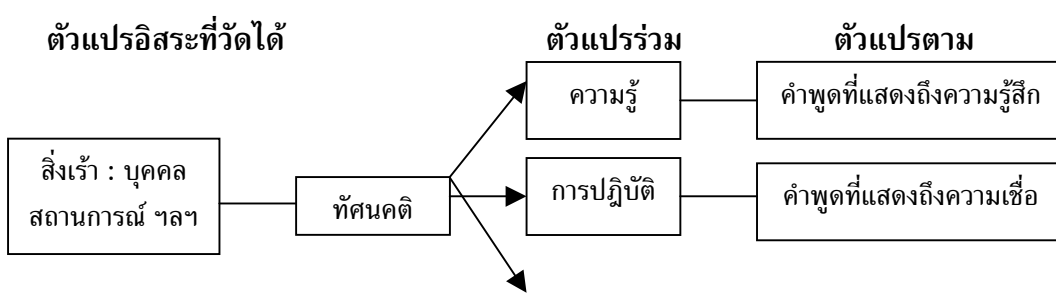 ตัวแปรอิสระที่วัดได้ ตัวแปรร่วม ตัวแปรตาม
ความรู้ คำพูดที่แสดงถึงความรู้สึก
สิ่งเร้า : บุคคล
สถานการณ์ ฯลฯ
ทัศนคติ
การปฎิบัติ คำพูดที่แสดงถึงความเชื่อ